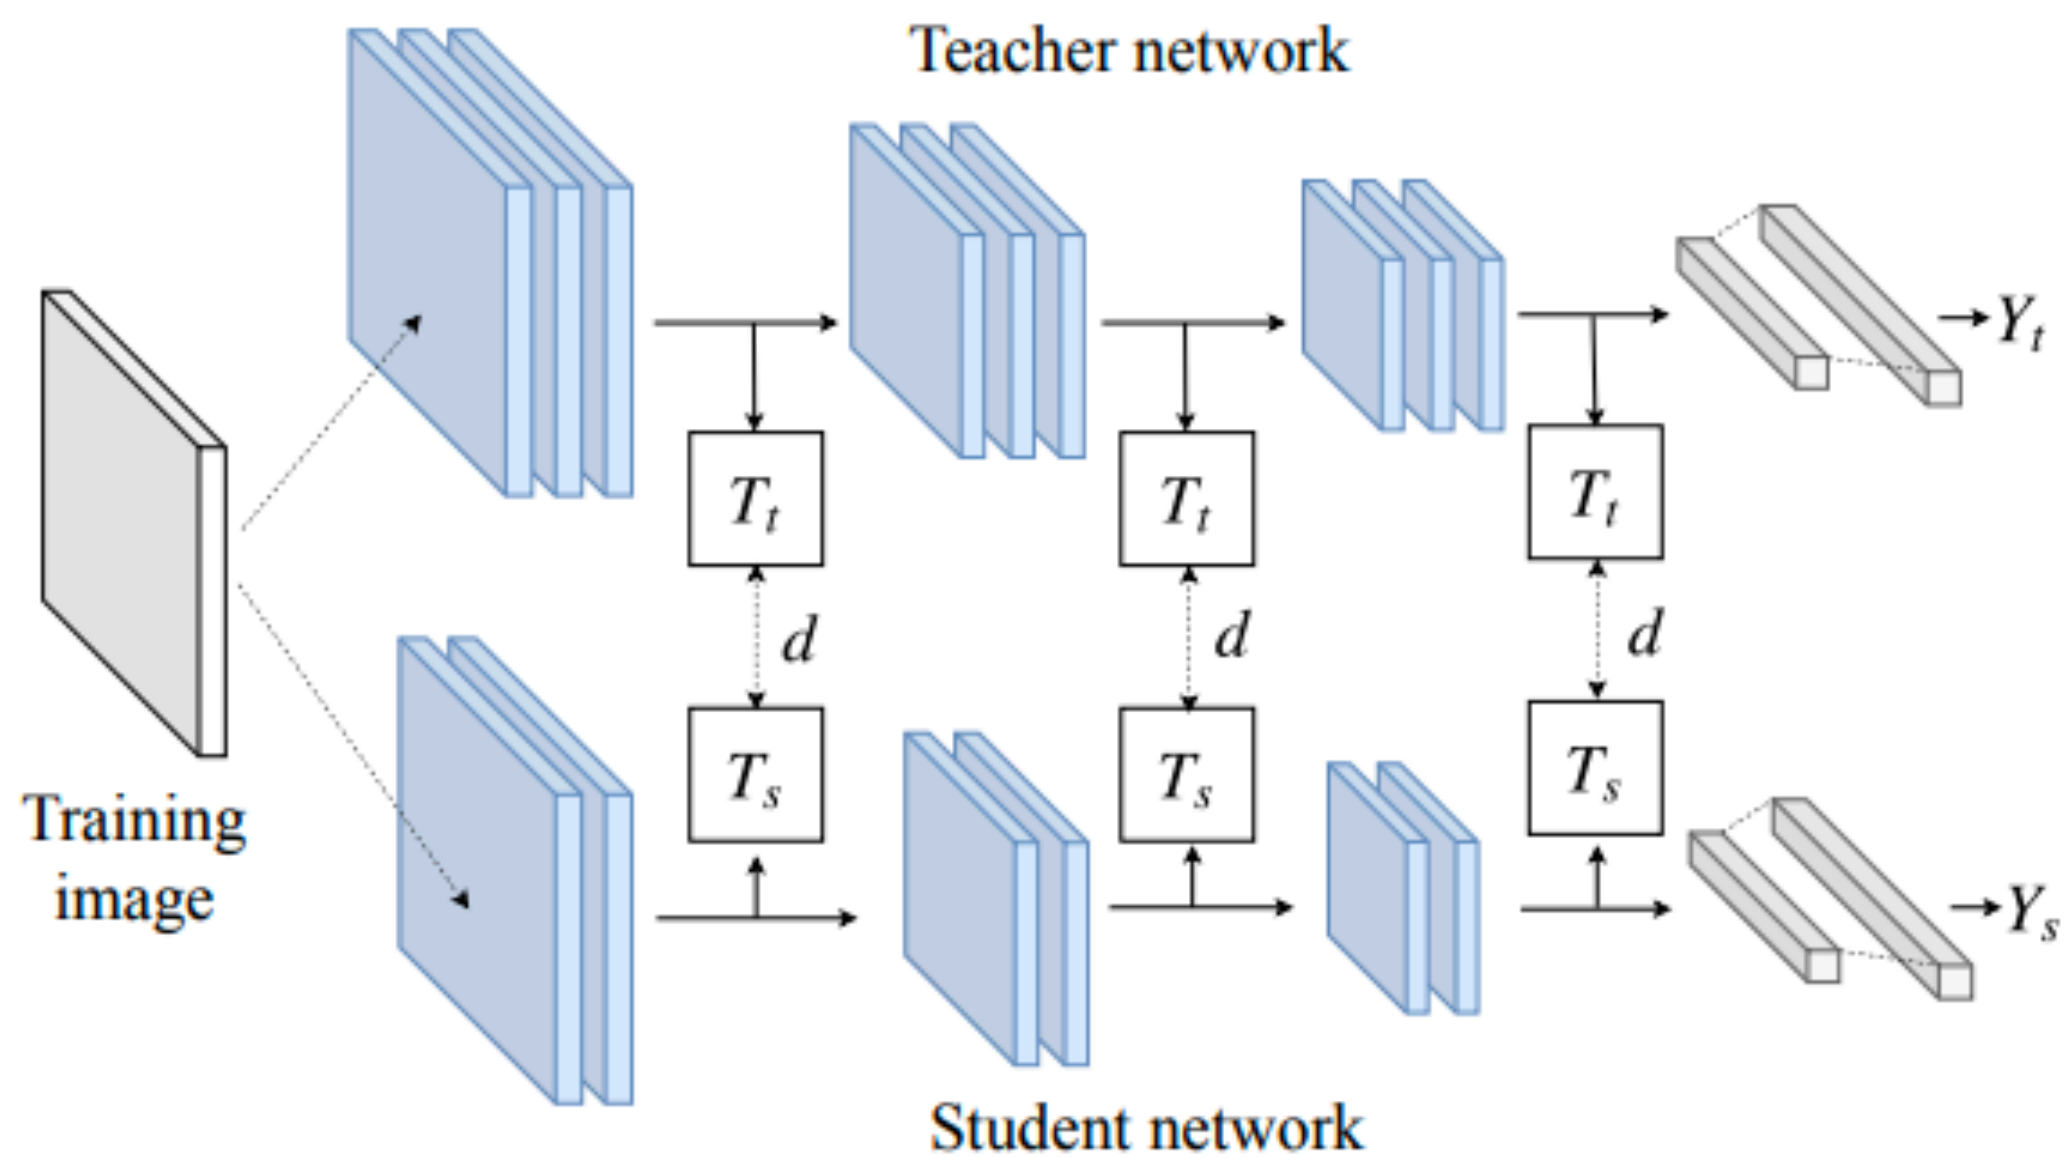 Teacher network
Y_t
T_t T_t T_t
d d d
T_s T_s T_s
Training
image
Y_s
Student network